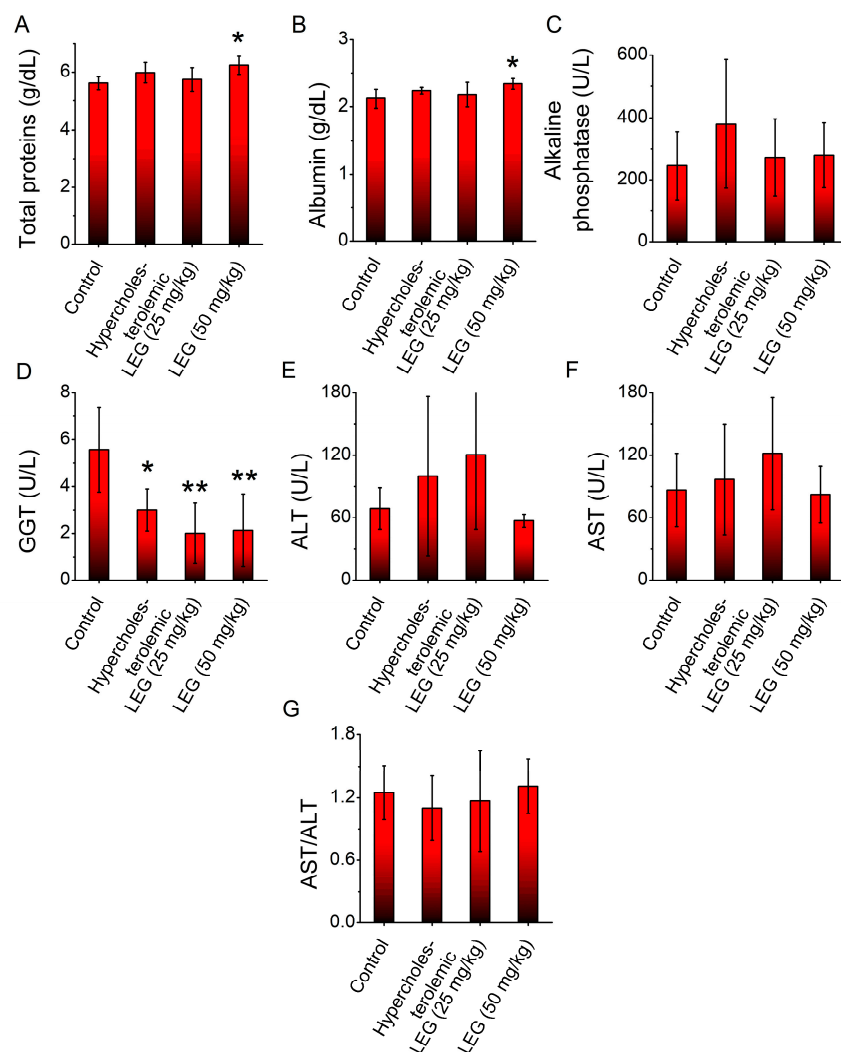 A
Total proteins (g/dL)
9
6
3
0
*
Control
Hypercholes-
terolemic
LEG (25 mg/kg)
LEG (50 mg/kg)
B
Albumin (g/dL)
3
2
1
0
*
Control
Hypercholes-
terolemic
LEG (25 mg/kg)
LEG (50 mg/kg)
C
Alkaline
phosphatase (U/L)
600
400
200
0
Control
Hypercholes-
terolemic
LEG (25 mg/kg)
LEG (50 mg/kg)
D
GGT (U/L)
8
6
4
2
0
*
**
**
Control
Hypercholes-
terolemic
LEG (25 mg/kg)
LEG (50 mg/kg)
E
ALT (U/L)
180
120
60
0
Control
Hypercholes-
terolemic
LEG (25 mg/kg)
LEG (50 mg/kg)
F
AST (U/L)
180
120
60
0
Control
Hypercholes-
terolemic
LEG (25 mg/kg)
LEG (50 mg/kg)
G
AST/ALT
1.8
1.2
0.6
0.0
Control
Hypercholes-
terolemic
LEG (25 mg/kg)
LEG (50 mg/kg)